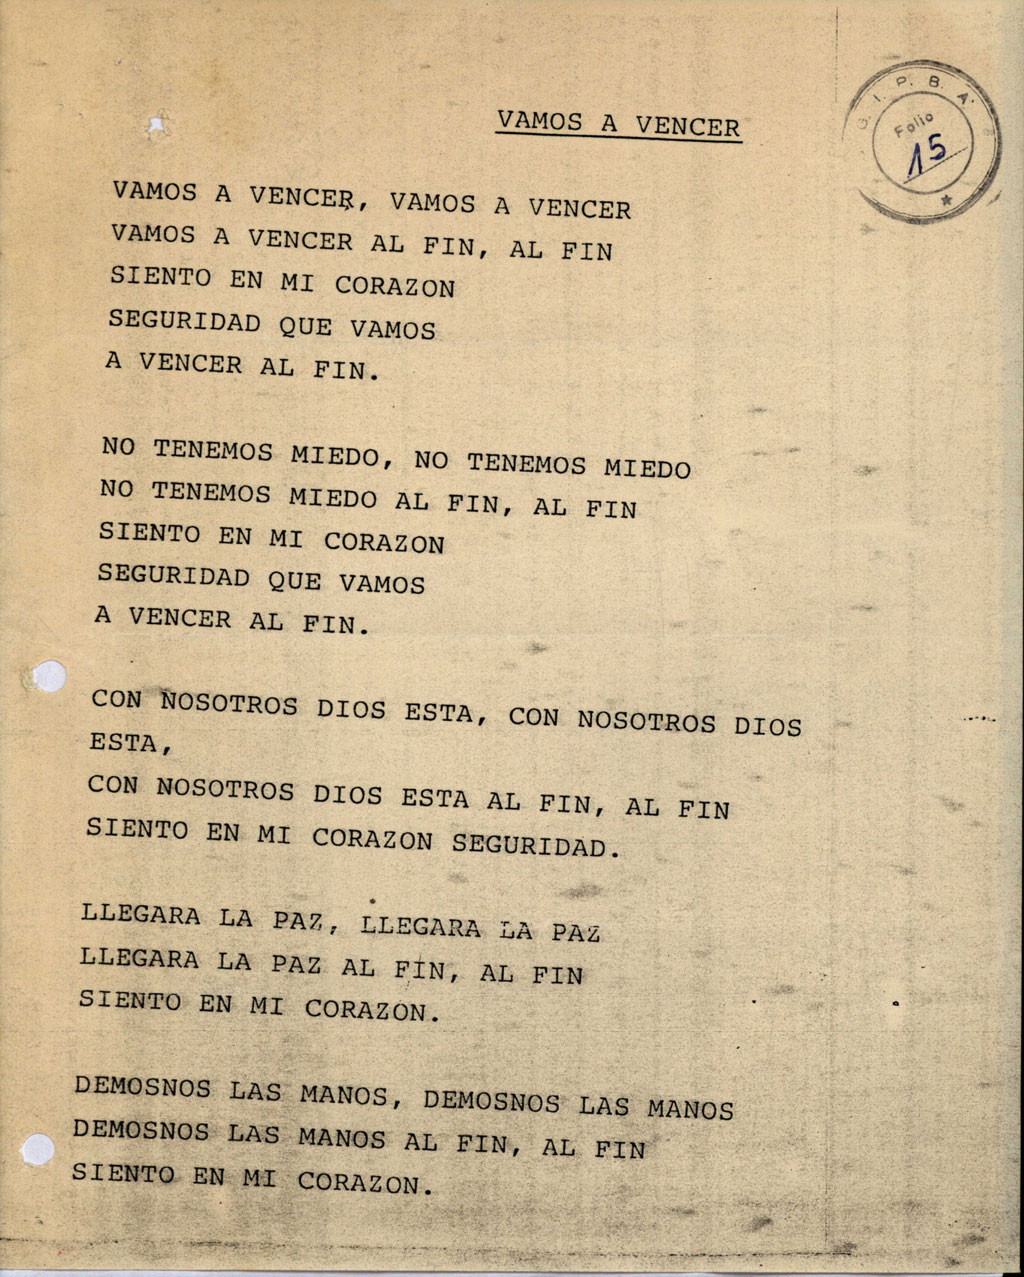 VAMOS A VENCER
I. P. B. A.
Folio
15
VAMOS A VENCER, VAMOS A VENCER
VAMOS A VENCER AL FIN, AL FIN
SIENTO EN MI CORAZON
SEGURIDAD QUE VAMOS
A VENCER AL FIN.
NO TENEMOS MIEDO, NO TENEMOS MIEDO
NO TENEMOS MIEDO AL FIN, AL FIN
SIENTO EN MI CORAZON
SEGURIDAD QUE VAMOS
A VENCER AL FIN.
CON NOSOTROS DIOS ESTA, CON NOSOTROS DIOS
ESTA,
CON NOSOTROS DIOS ESTA AL FIN, AL FIN
SIENTO EN MI CORAZON SEGURIDAD.
LLEGARA LA PAZ, LLEGARA LA PAZ
LLEGARA LA PAZ AL FIN, AL FIN
SIENTO EN MI CORAZON.
DEMOSNOS LAS MANOS, DEMOSNOS LAS MANOS
DEMOSNOS LAS MANOS AL FIN, AL FIN
SIENTO EN MI CORAZON.